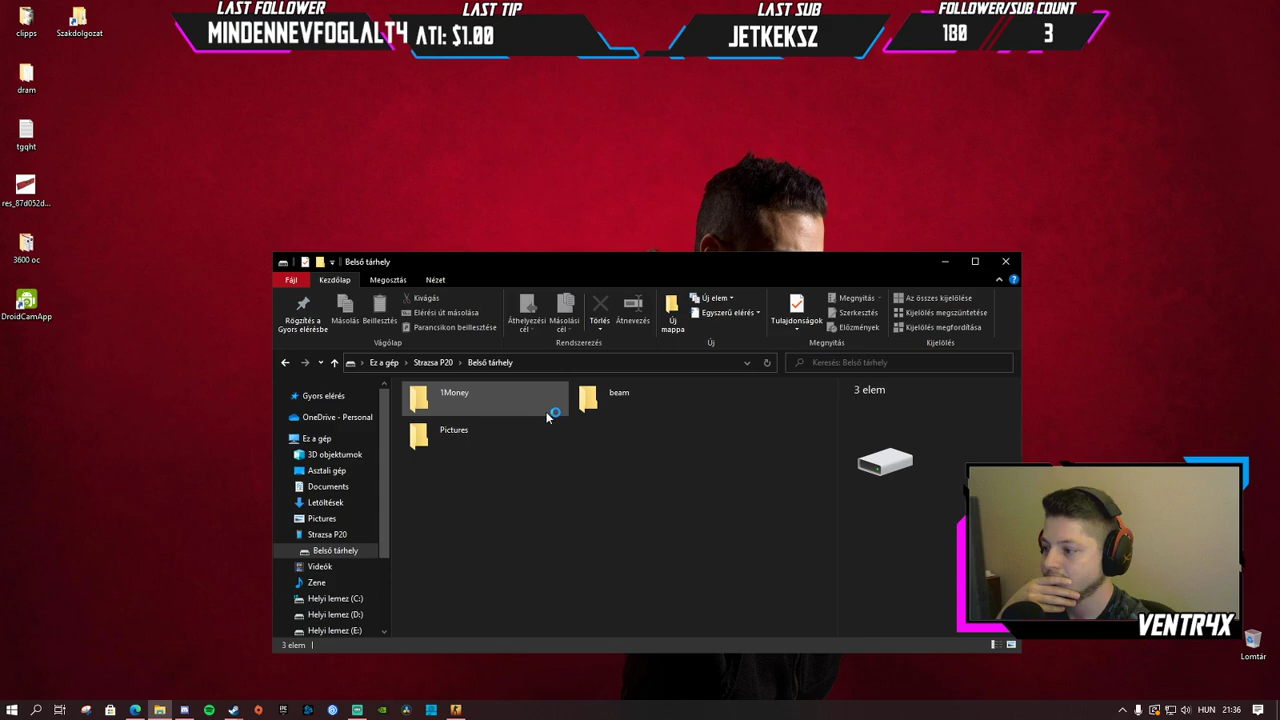 LAST FOLLOWER
MINDENNEVFOGLALT4
LAST TIP
ATI: $1.00
LAST SUB
JETKEKSZ
FOLLOWER/SUB COUNT
180
3
clipps
Szakdolgozat
dram
tgqht
res_87d052d...
3600 oc
DroidCamApp
Belső tárhely
Fájl
Kezdőlap
Megosztás
Nézet
Rögzítés a
Gyors elérésbe
Másolás
Beillesztés
Kivágás
Elérési út másolása
Parancsikon beillesztése
Vágólap
Áthelyezési
cél
Másolási
cél
Törlés
Átnevezés
Rendszerezés
Új
mappa
Új elem
Egyszerű elérés
Új
Tulajdonságok
Megnyitás
Szerkesztés
Előzmények
Megnyitás
Az összes kijelölése
Kijelölés megszüntetése
Kijelölés megfordítása
Kijelölés
Ez a gép > Strazsa P20 > Belső tárhely
Keresés: Belső tárhely
Gyors elérés
OneDrive - Personal
Ez a gép
3D objektumok
Asztali gép
Documents
Letöltések
Pictures
Strazsa P20
Belső tárhely
Videók
Zene
Helyi lemez (C:)
Helyi lemez (D:)
Helyi lemez (E:)
1Money
beam
Pictures
3 elem
3 elem
VENTR4X
Lomtár
HUN
21:36